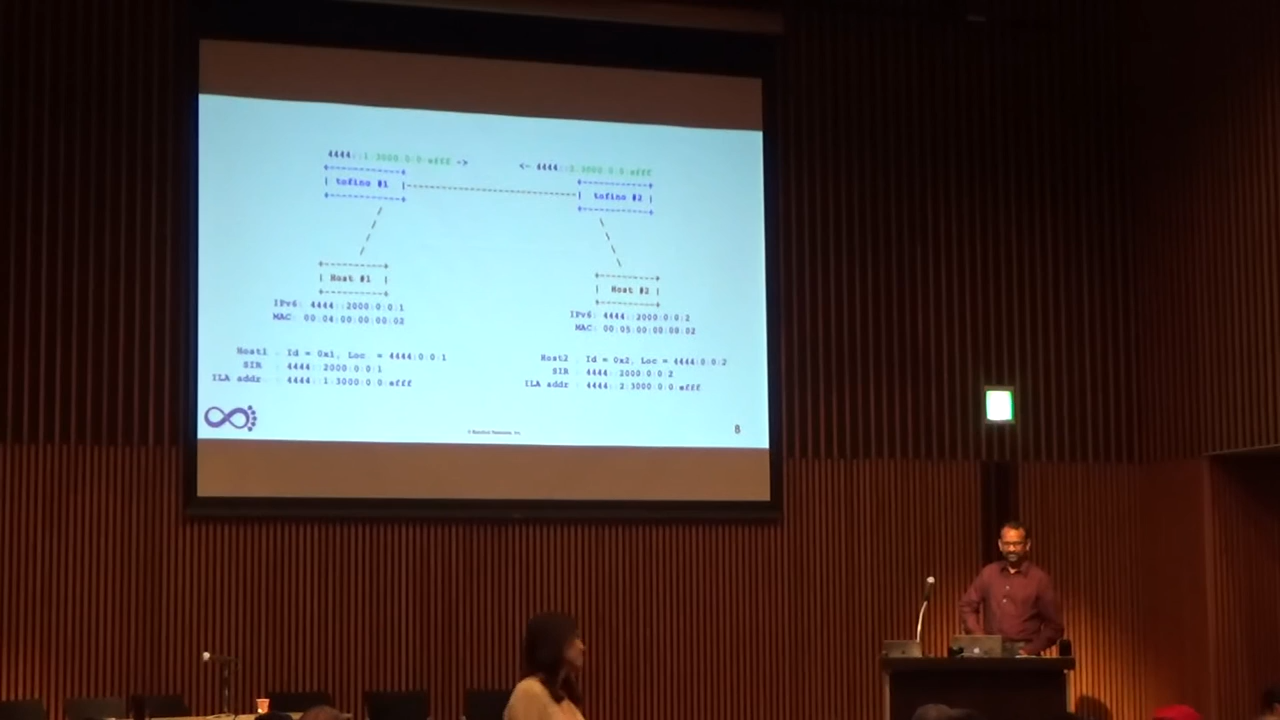 4444::1:3000:0:0:efff -> <- 4444::2:3000:0:0:efff
+----------+ +---------+
| tofino #1 |----------------------| tofino #2 |
+----------+ +---------+
/ \
+---------+ +---------+
| Host #1 | | Host #2 |
+---------+ +---------+
IPv6: 4444::2000:0:0:1 IPv6: 4444::2000:0:0:2
MAC: 00:04:00:00:00:02 MAC: 00:05:00:00:00:02
Host1 : Id = 0x1, Loc = 4444:0:0:1 Host2 : Id = 0x2, Loc = 4444:0:0:2
SIR : 4444::2000:0:0:1 SIR : 4444::2000:0:0:2
ILA addr : 4444::1:3000:0:0:efff ILA addr : 4444::2:3000:0:0:efff
© Barefoot Networks, Inc.
8